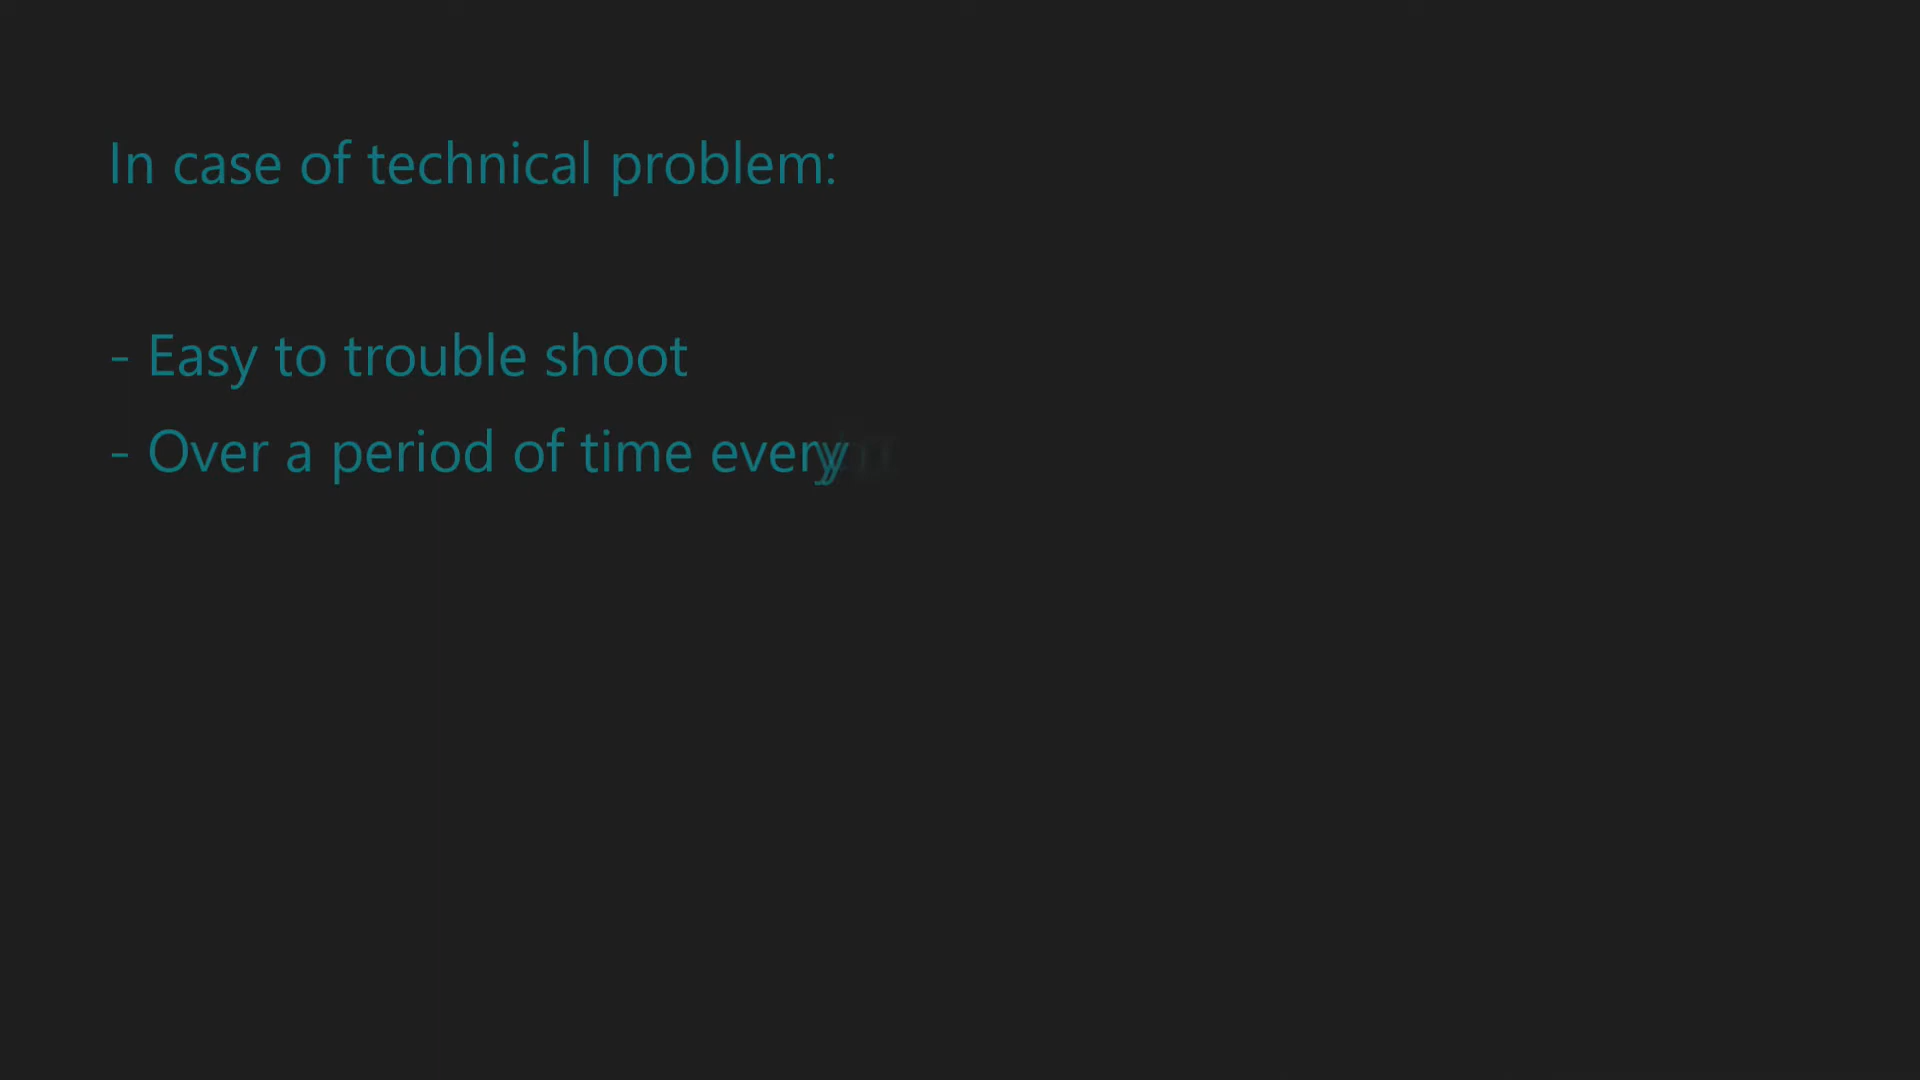 In case of technical problem:
- Easy to trouble shoot
- Over a period of time every